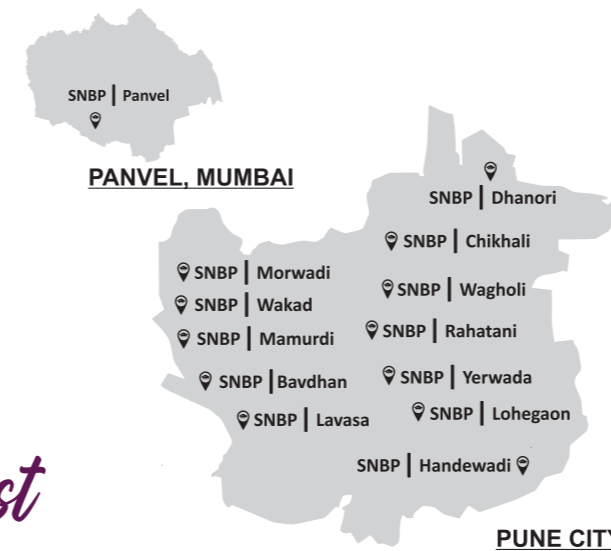 SNBP | Panvel
PANVEL, MUMBAI
SNBP | Dhanori
SNBP | Chikhali
SNBP | Morwadi
SNBP | Wagholi
SNBP | Wakad
SNBP | Rahatani
SNBP | Mamurdi
SNBP | Bavdhan
SNBP | Yerwada
SNBP | Lavasa
SNBP | Lohegaon
SNBP | Handewadi
st
PUNE CITY